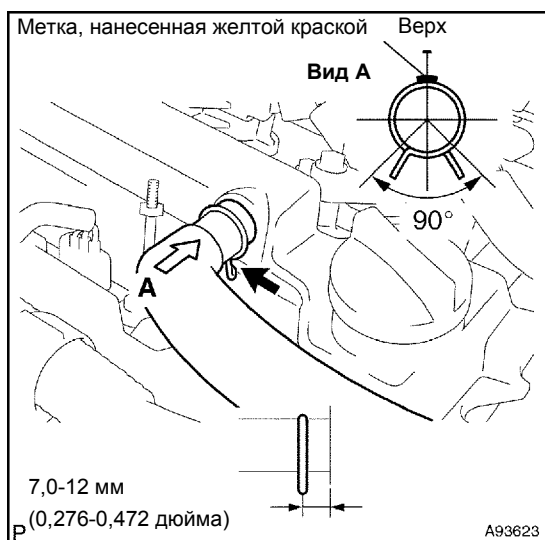 Метка, нанесенная желтой краской Верх
Вид А
90°
А
7,0-12 мм
(0,276-0,472 дюйма)
P A93623